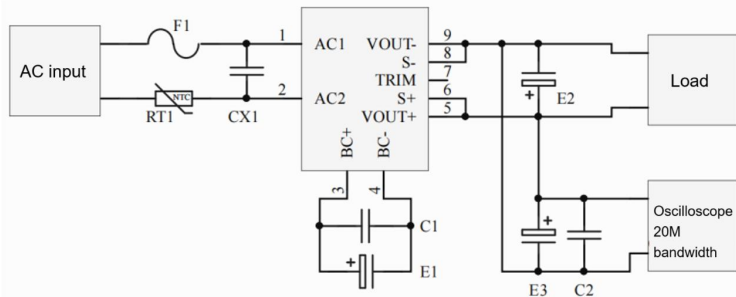 F1
1
AC1
VOUT-
9
S-
8
TRIM
7
AC input
NTC
RT1
CX1
2
AC2
S+
6
VOUT+
5
+
E2
Load
BC+
BC-
3
4
C1
+
E1
+
E3
C2
Oscilloscope
20M
bandwidth